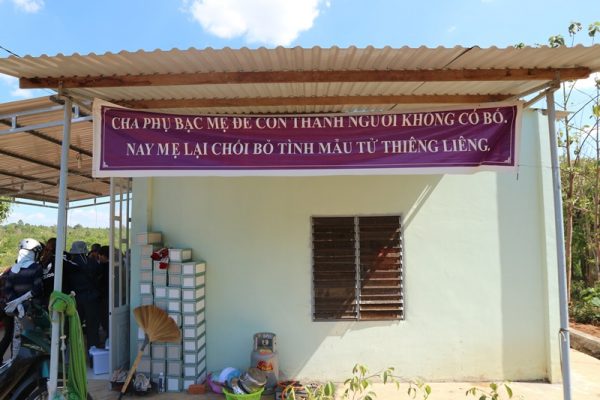 CHA PHỤ BẠC MẸ ĐỂ CON THÀNH NGƯỜI KHÔNG CÓ BỐ.
NAY MẸ LẠI CHỐI BỎ TÌNH MẪU TỬ THIÊNG LIÊNG.